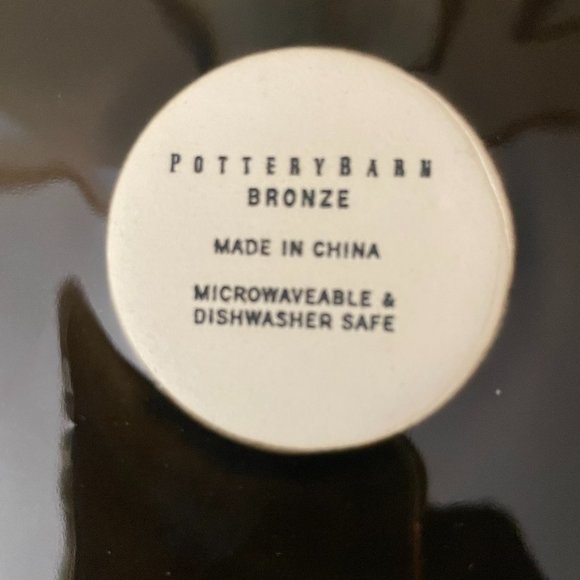 POTTERYBARN
BRONZE
MADE IN CHINA
MICROWAVEABLE &
DISHWASHER SAFE